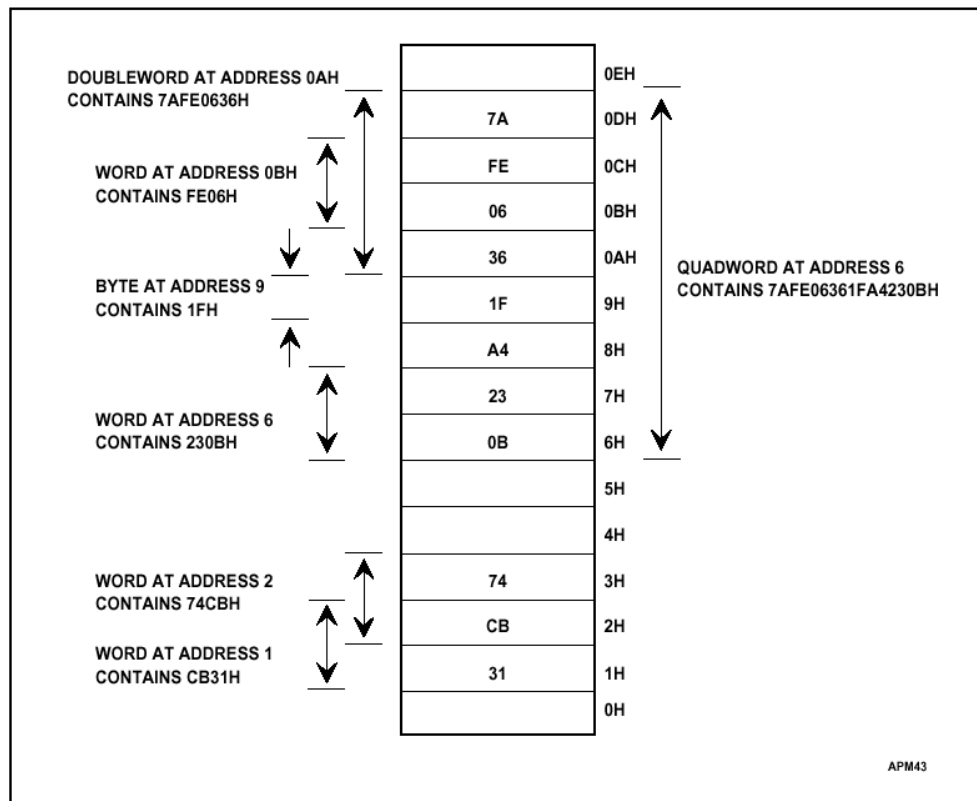 DOUBLEWORD AT ADDRESS 0AH
CONTAINS 7AFE0636H
WORD AT ADDRESS 0BH
CONTAINS FE06H
BYTE AT ADDRESS 9
CONTAINS 1FH
WORD AT ADDRESS 6
CONTAINS 230BH
WORD AT ADDRESS 2
CONTAINS 74CBH
WORD AT ADDRESS 1
CONTAINS CB31H
0EH
7A 0DH
FE 0CH
06 0BH
36 0AH
1F 9H
A4 8H
23 7H
0B 6H
5H
4H
74 3H
CB 2H
31 1H
0H
QUADWORD AT ADDRESS 6
CONTAINS 7AFE06361FA4230BH
APM43